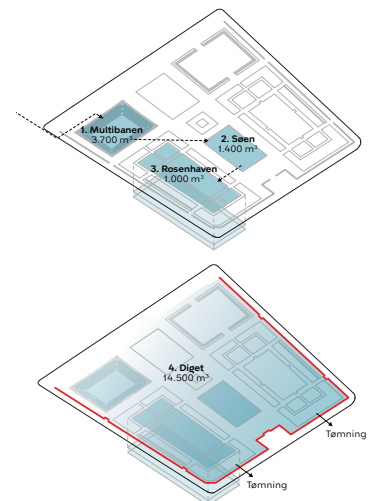 1. Multibanen
3.700 m³
2. Søen
1.400 m³
3. Rosenhaven
1.000 m³
4. Diget
14.500 m³
Tømning
Tømning